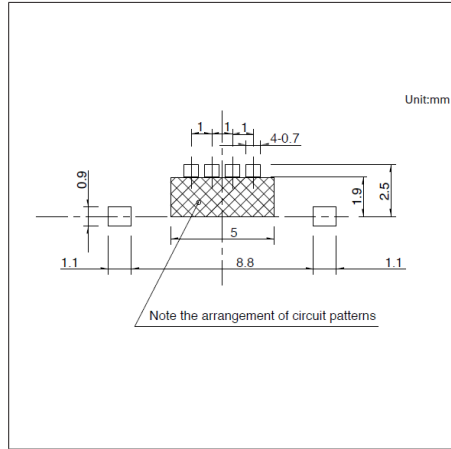 Unit:mm
1 1 1
4-0.7
0.9
1.9
2.5
5
1.1 8.8 1.1
Note the arrangement of circuit patterns